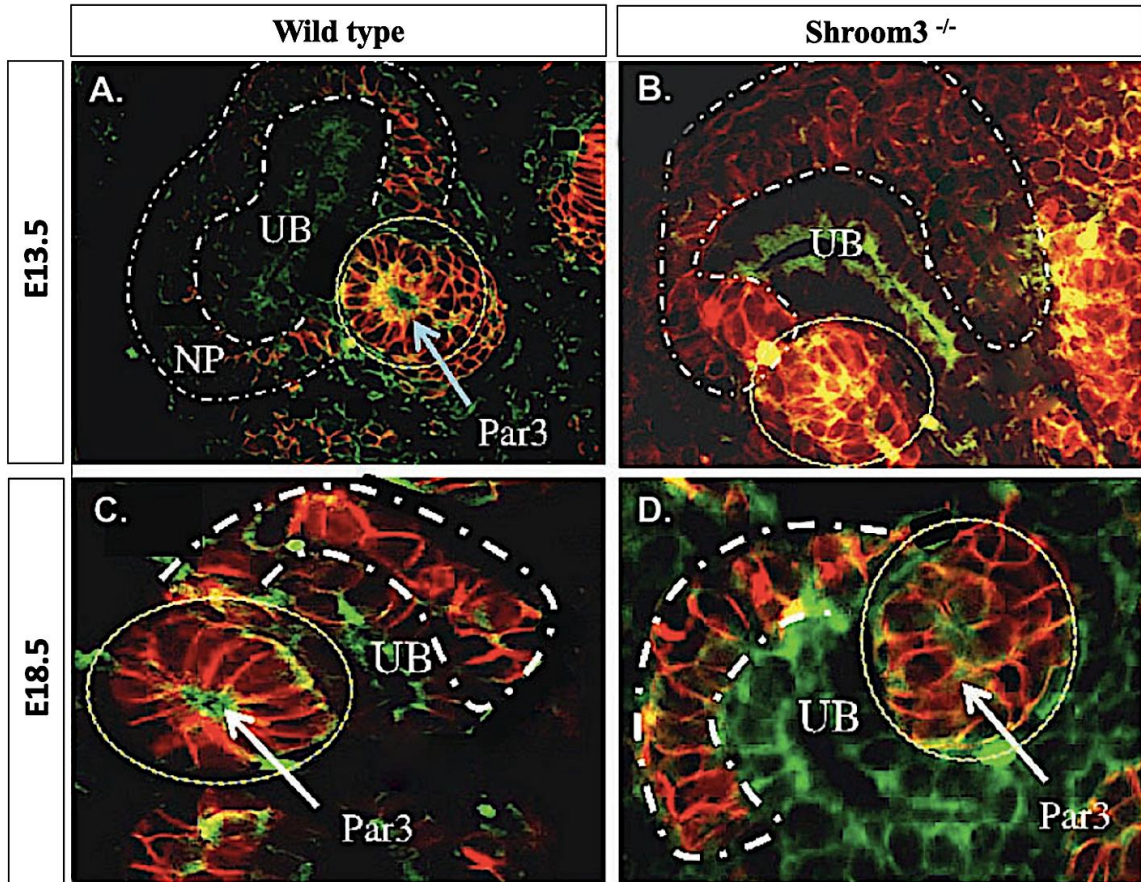 Wild type
Shroom3 -/-
E13.5
A.
UB
NP
Par3
B.
UB
E18.5
C.
UB
Par3
D.
UB
Par3